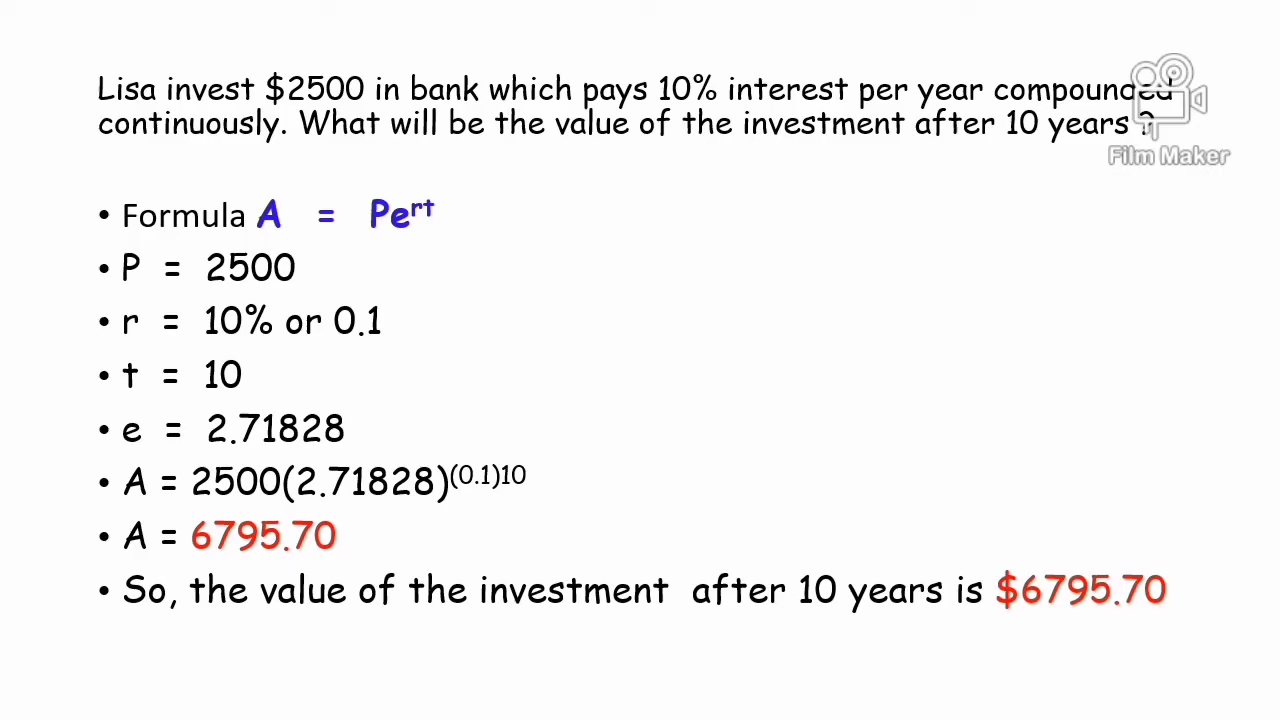 Lisa invest $2500 in bank which pays 10% interest per year compounded
continuously. What will be the value of the investment after 10 years ?
Film Maker
• Formula A = Peʳᵗ
• P = 2500
• r = 10% or 0.1
• t = 10
• e = 2.71828
• A = 2500(2.71828)⁽⁰·¹⁾¹⁰
• A = 6795.70
• So, the value of the investment after 10 years is $6795.70